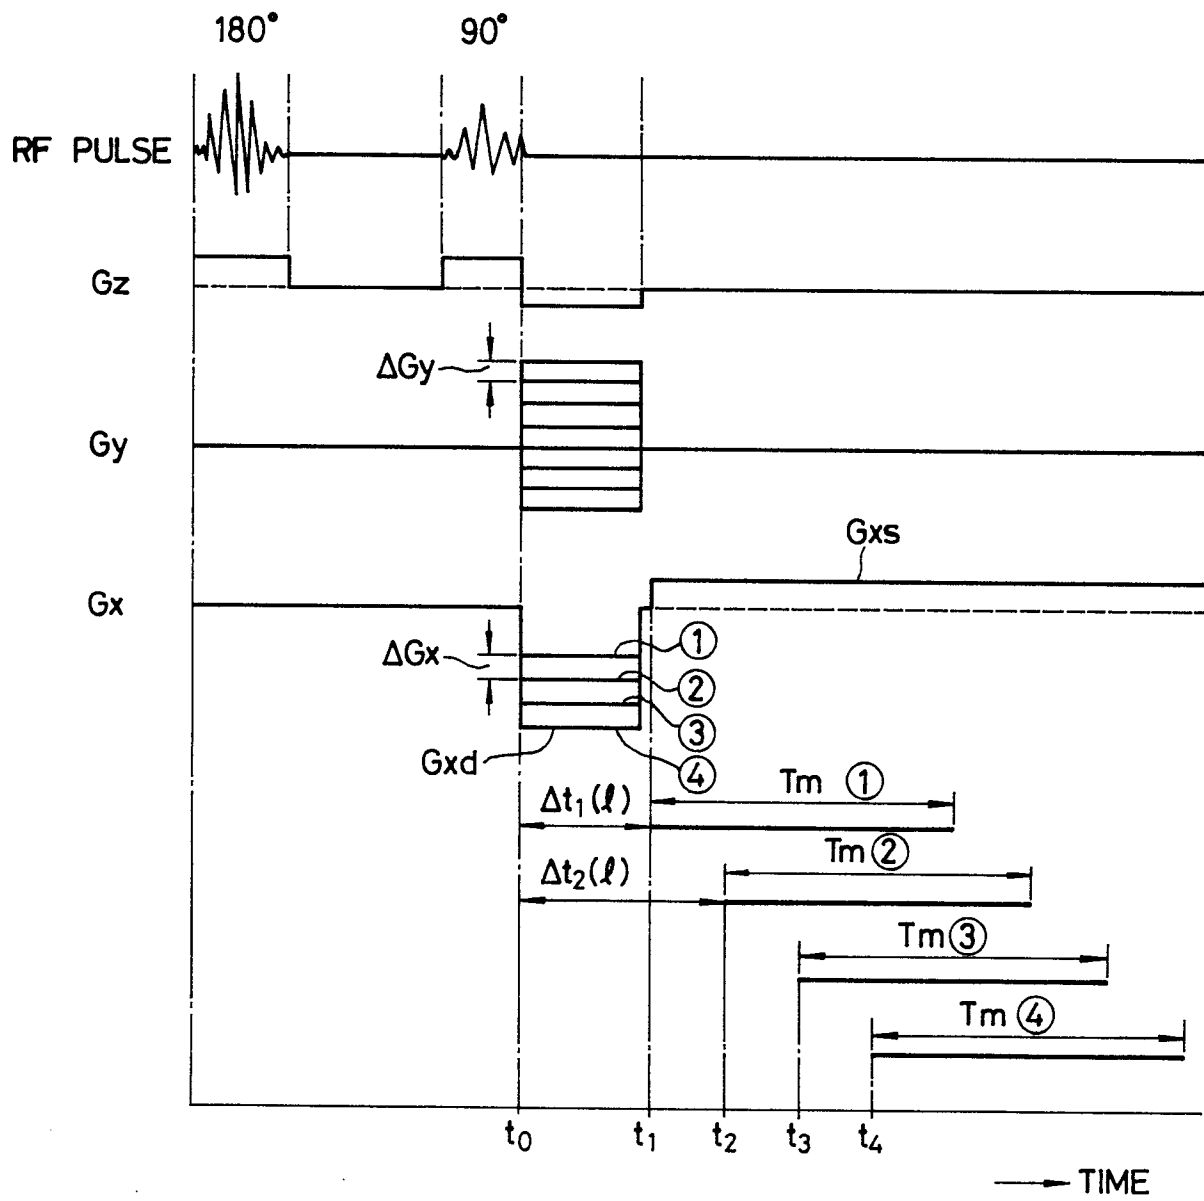 180° 90°
RF PULSE
Gz
ΔGy
Gy
Gxs
Gx
①
ΔGx
②
③
Gxd
④
Tm ①
Δt₁(ℓ)
Tm ②
Δt₂(ℓ)
Tm ③
Tm ④
t₀ t₁ t₂ t₃ t₄
TIME